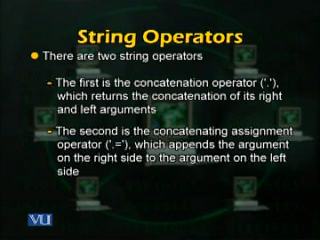 String Operators
There are two string operators
- The first is the concatenation operator ('.'),
which returns the concatenation of its right
and left arguments
- The second is the concatenating assignment
operator ('.='), which appends the argument
on the right side to the argument on the left
side
VU